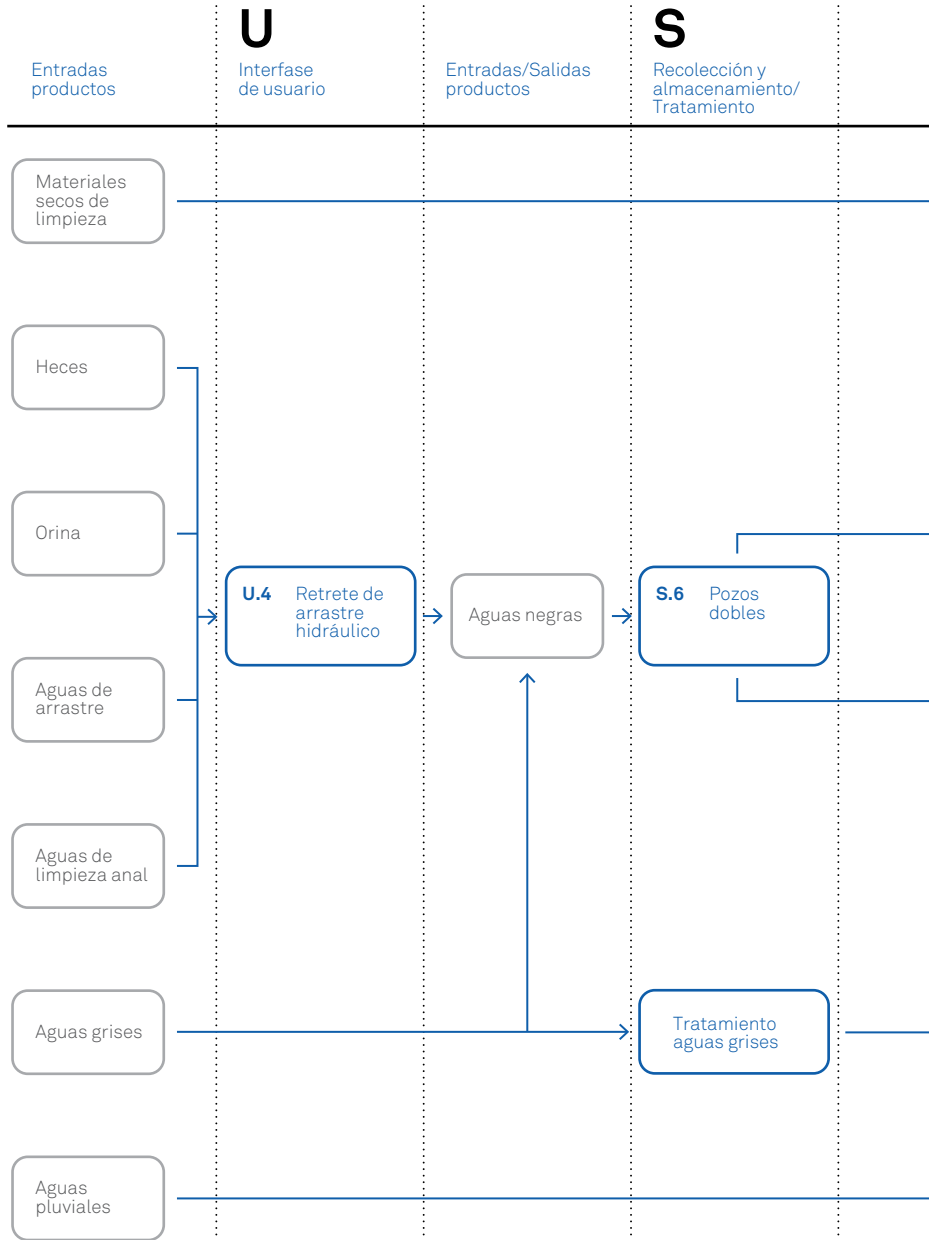 U
S
Entradas
productos
Interfase
de usuario
Entradas/Salidas
productos
Recolección y
almacenamiento/
Tratamiento
Materiales
secos de
limpieza
Heces
Orina
U.4 Retrete de
arrastre
hidráulico
Aguas negras
S.6 Pozos
dobles
Aguas de
arrastre
Aguas de
limpieza anal
Aguas grises
Tratamiento
aguas grises
Aguas
pluviales